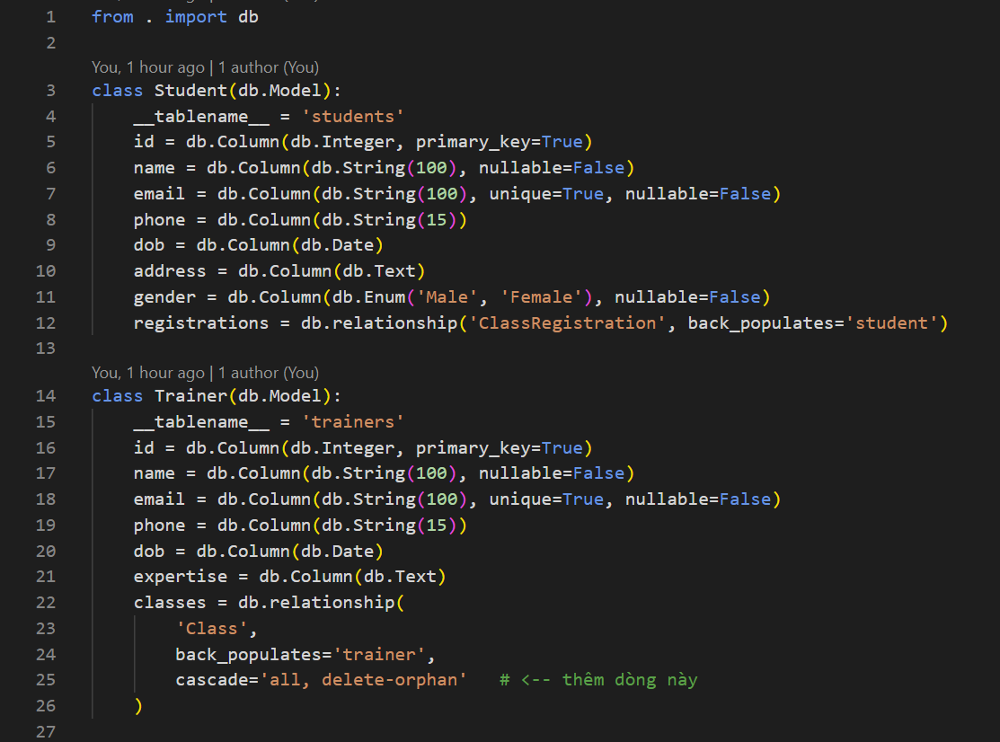 1 from . import db
2
You, 1 hour ago | 1 author (You)
3 class Student(db.Model):
4 __tablename__ = 'students'
5 id = db.Column(db.Integer, primary_key=True)
6 name = db.Column(db.String(100), nullable=False)
7 email = db.Column(db.String(100), unique=True, nullable=False)
8 phone = db.Column(db.String(15))
9 dob = db.Column(db.Date)
10 address = db.Column(db.Text)
11 gender = db.Column(db.Enum('Male', 'Female'), nullable=False)
12 registrations = db.relationship('ClassRegistration', back_populates='student')
13
You, 1 hour ago | 1 author (You)
14 class Trainer(db.Model):
15 __tablename__ = 'trainers'
16 id = db.Column(db.Integer, primary_key=True)
17 name = db.Column(db.String(100), nullable=False)
18 email = db.Column(db.String(100), unique=True, nullable=False)
19 phone = db.Column(db.String(15))
20 dob = db.Column(db.Date)
21 expertise = db.Column(db.Text)
22 classes = db.relationship(
23 'Class',
24 back_populates='trainer',
25 cascade='all, delete-orphan' # <-- thêm dòng này
26 )
27